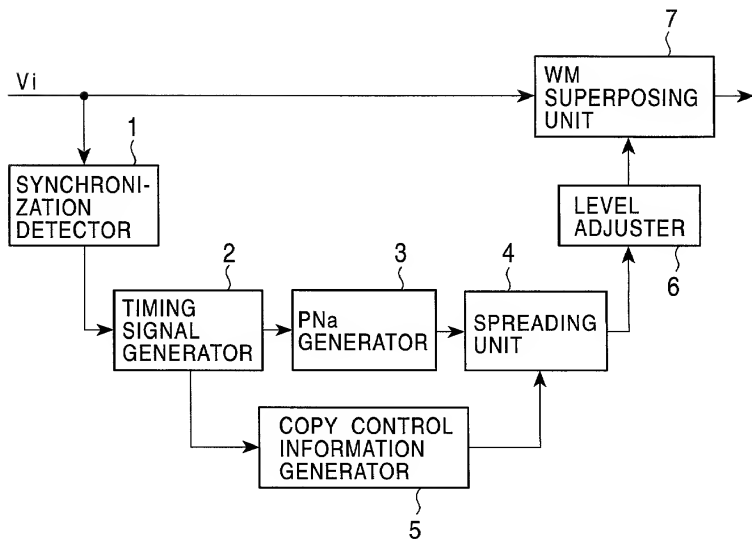 7
Vi
WM
SUPERPOSING
UNIT
1
SYNCHRONI-
ZATION
DETECTOR
LEVEL
ADJUSTER
6
2
TIMING
SIGNAL
GENERATOR
3
PNa
GENERATOR
4
SPREADING
UNIT
COPY CONTROL
INFORMATION
GENERATOR
5